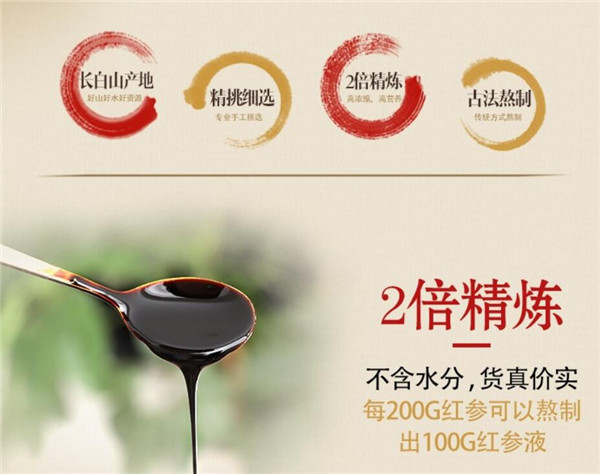 长白山产地
好山好水好资源
精挑细选
专业手工挑选
2倍精炼
高浓缩，高营养
古法熬制
传统方式熬制
2倍精炼
不含水分，货真价实
每200G红参可以熬制
出100G红参液